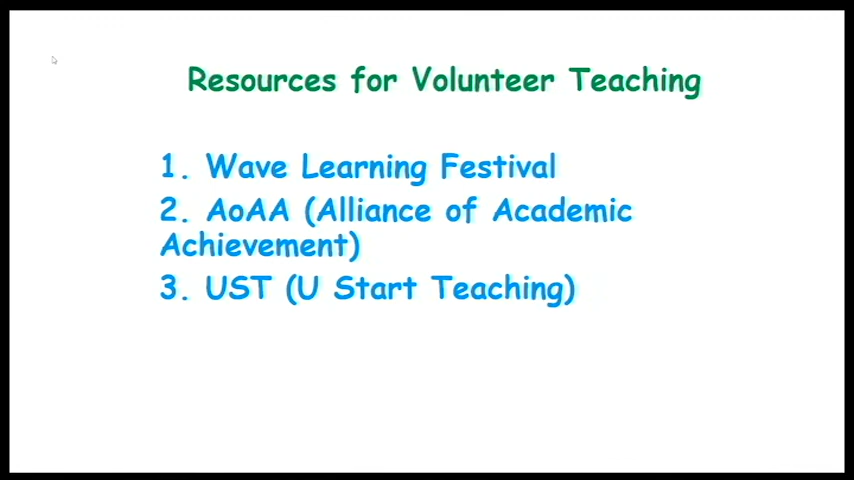 Resources for Volunteer Teaching
1. Wave Learning Festival
2. AoAA (Alliance of Academic
Achievement)
3. UST (U Start Teaching)